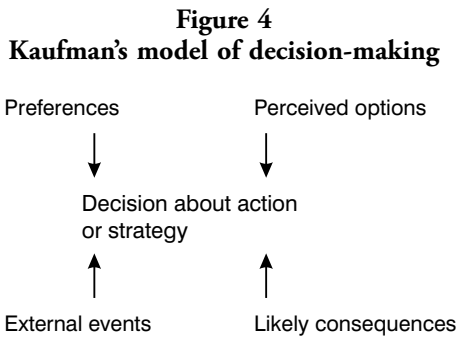 Figure 4
Kaufman's model of decision-making
Preferences
Perceived options
Decision about action
or strategy
External events
Likely consequences